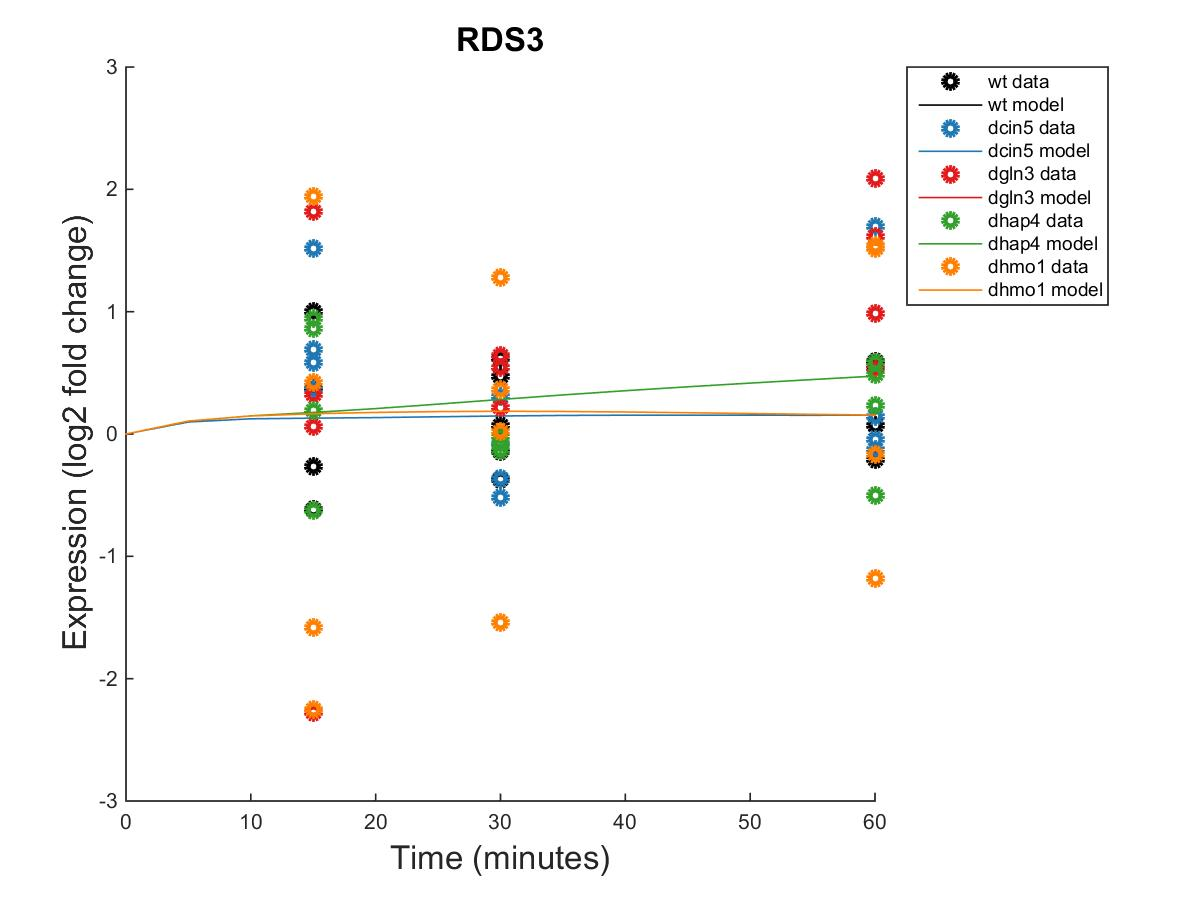 RDS3
3
2
1
0
-1
-2
-3
0 10 20 30 40 50 60
Expression (log2 fold change)
Time (minutes)
wt data
wt model
dcin5 data
dcin5 model
dgln3 data
dgln3 model
dhap4 data
dhap4 model
dhmo1 data
dhmo1 model